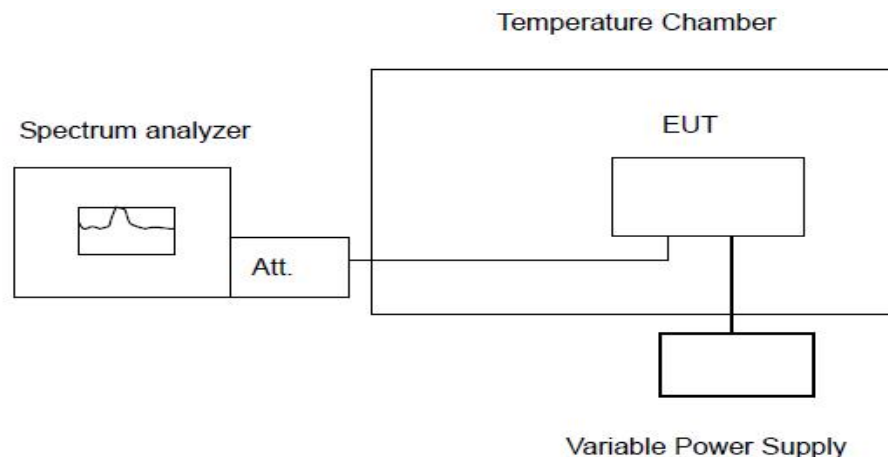 Temperature Chamber
Spectrum analyzer
EUT
Att.
Variable Power Supply